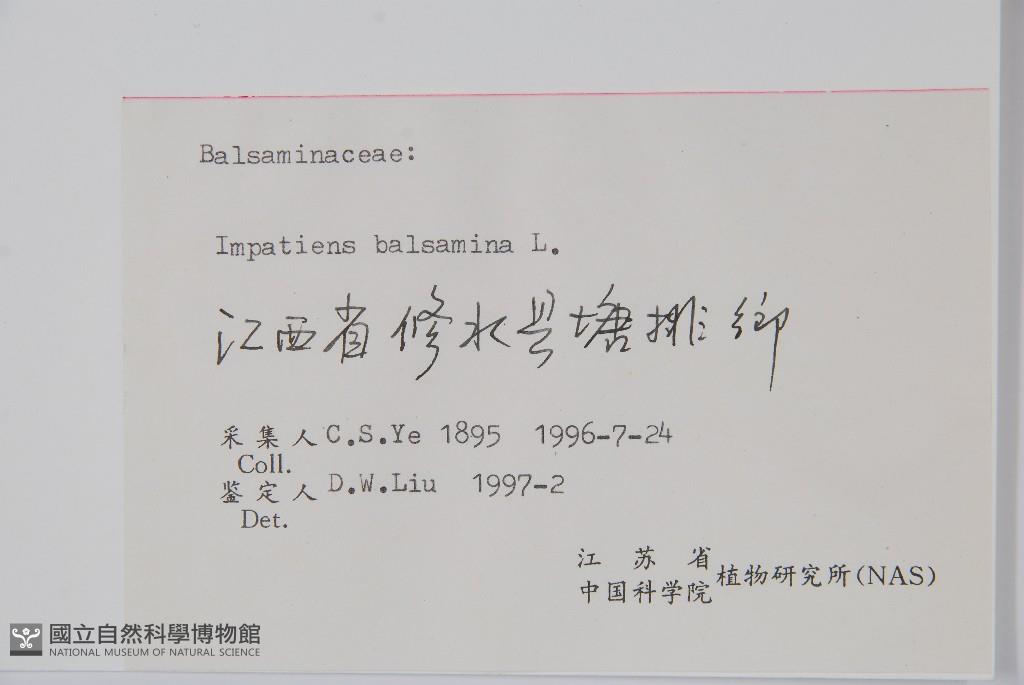 Balsaminaceae:
Impatiens balsamina L.
江西省修水县塘排鄉
采集人 C.S.Ye 1895 1996-7-24
Coll.
鉴定人 D.W.Liu 1997-2
Det.
江苏省
中国科学院 植物研究所(NAS)
國立自然科學博物館
NATIONAL MUSEUM OF NATURAL SCIENCE